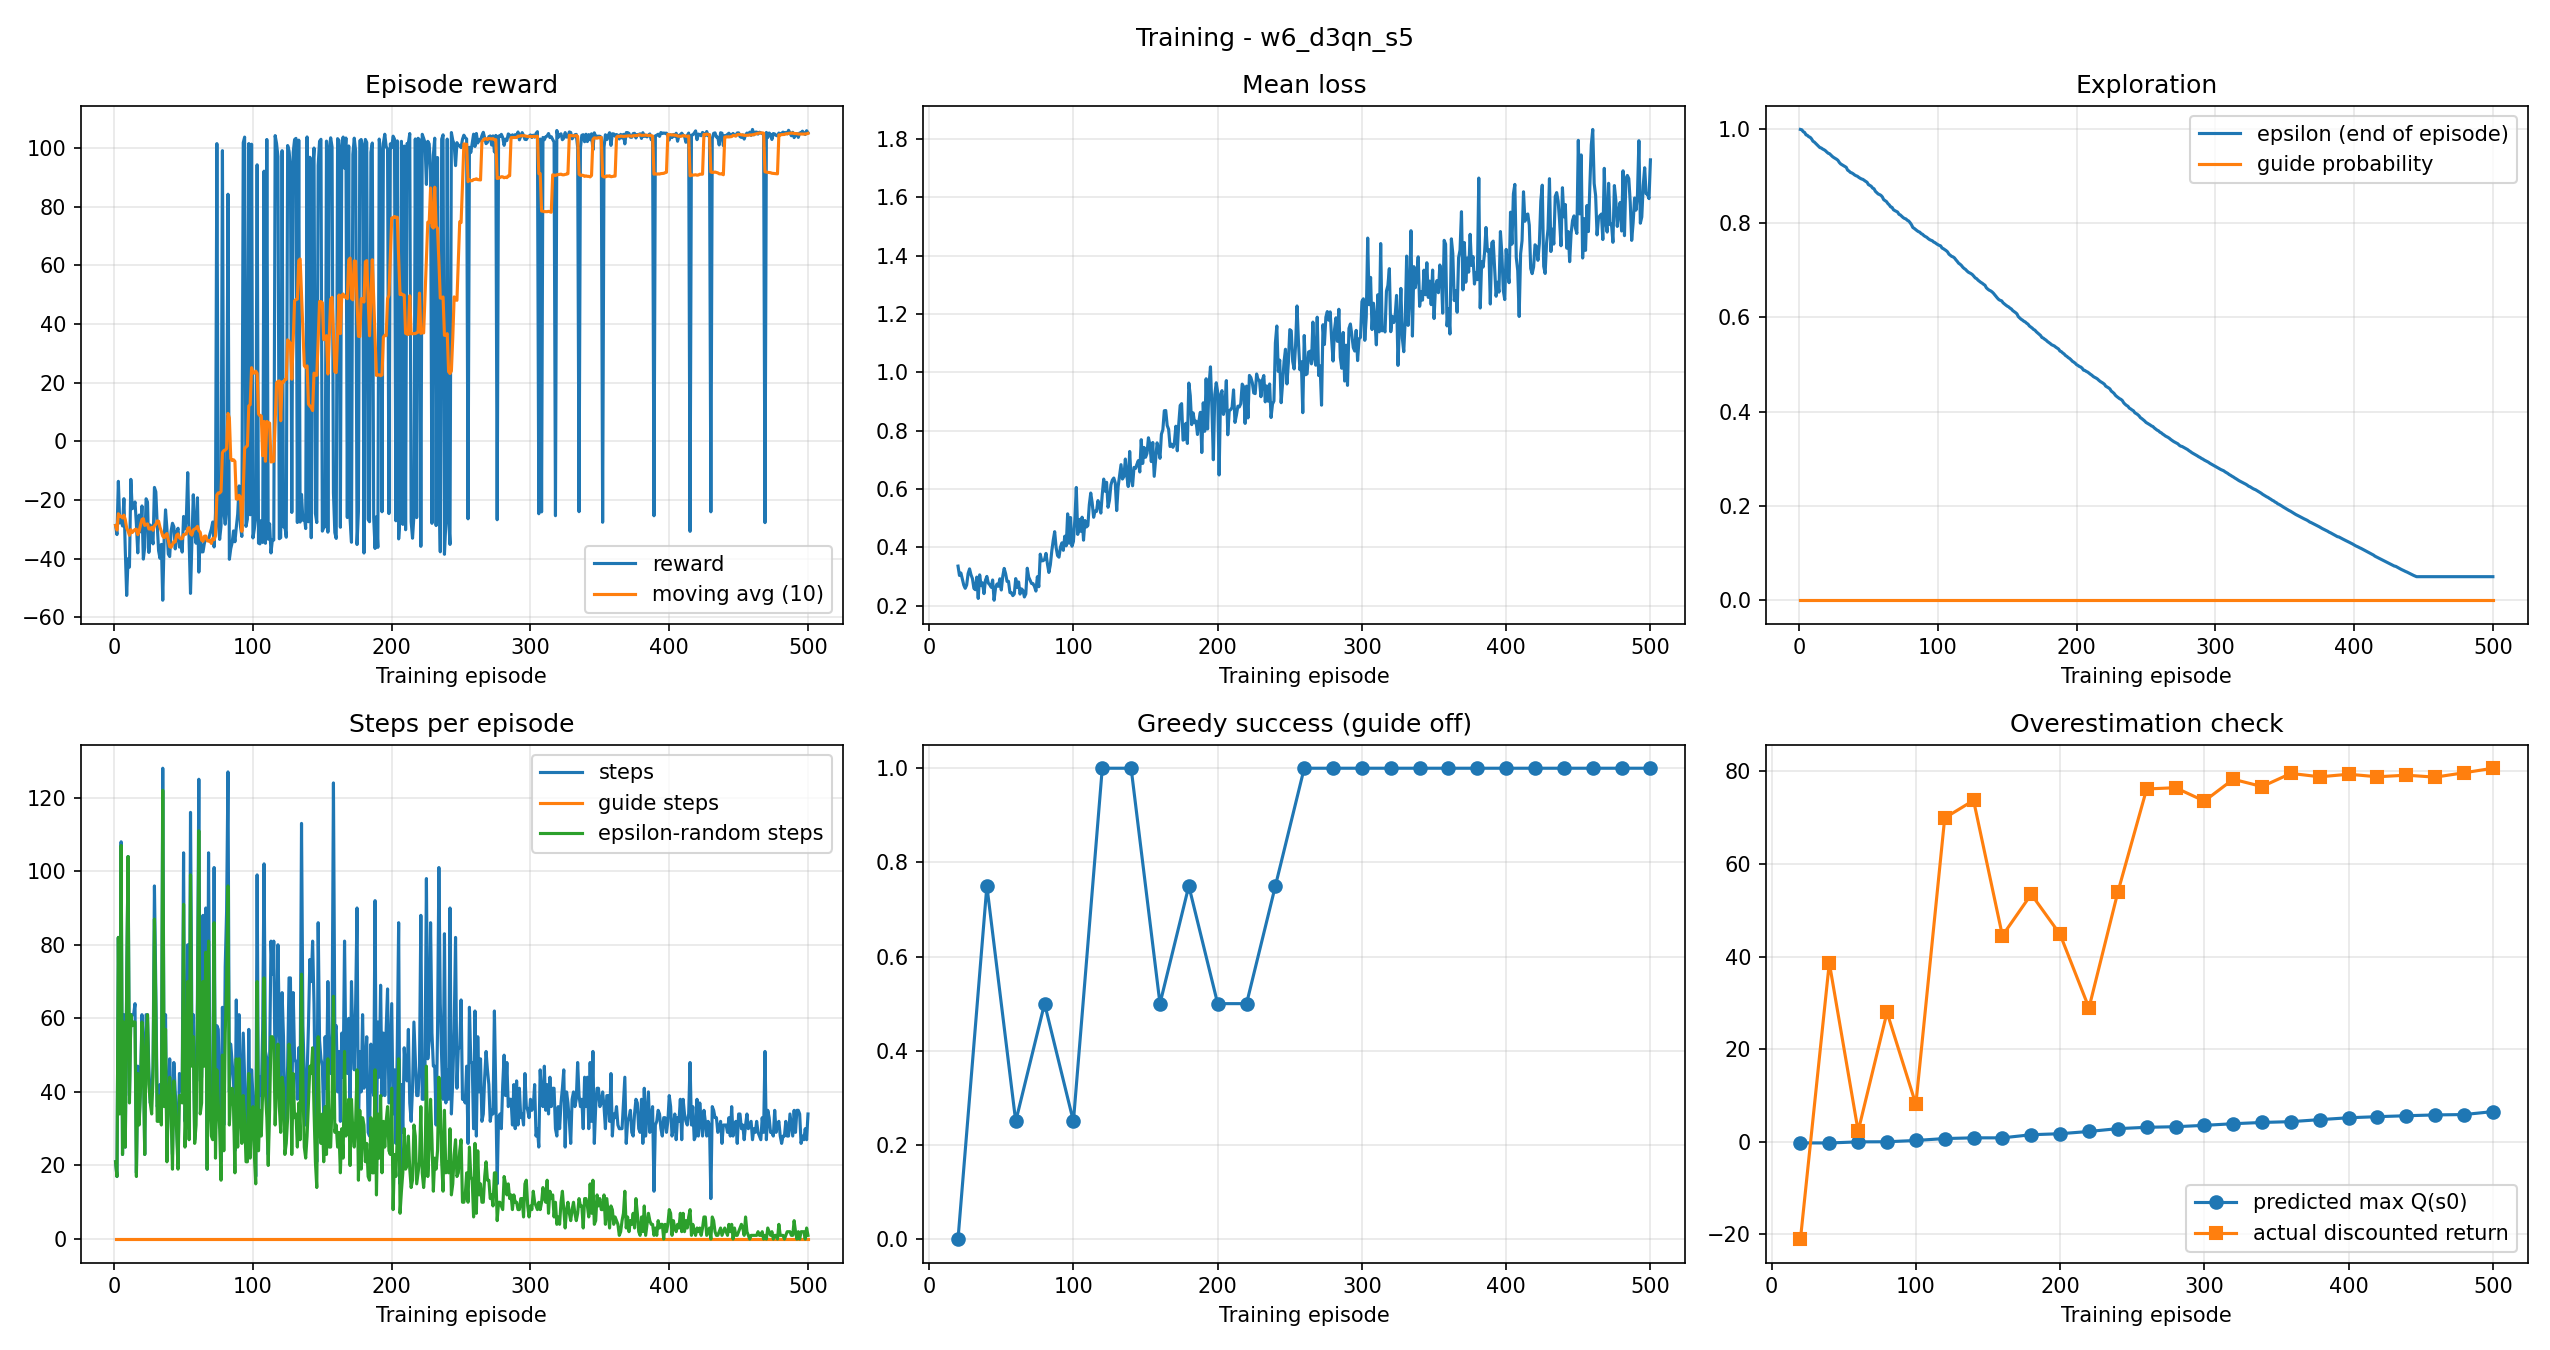 Training - w6_d3qn_s5
Episode reward
100
80
60
40
20
0
−20
−40
−60
reward
moving avg (10)
0 100 200 300 400 500
Training episode
Mean loss
1.8
1.6
1.4
1.2
1.0
0.8
0.6
0.4
0.2
0 100 200 300 400 500
Training episode
Exploration
1.0
0.8
0.6
0.4
0.2
0.0
epsilon (end of episode)
guide probability
0 100 200 300 400 500
Training episode
Steps per episode
120
100
80
60
40
20
0
steps
guide steps
epsilon-random steps
0 100 200 300 400 500
Training episode
Greedy success (guide off)
1.0
0.8
0.6
0.4
0.2
0.0
0 100 200 300 400 500
Training episode
Overestimation check
80
60
40
20
0
−20
predicted max Q(s0)
actual discounted return
0 100 200 300 400 500
Training episode